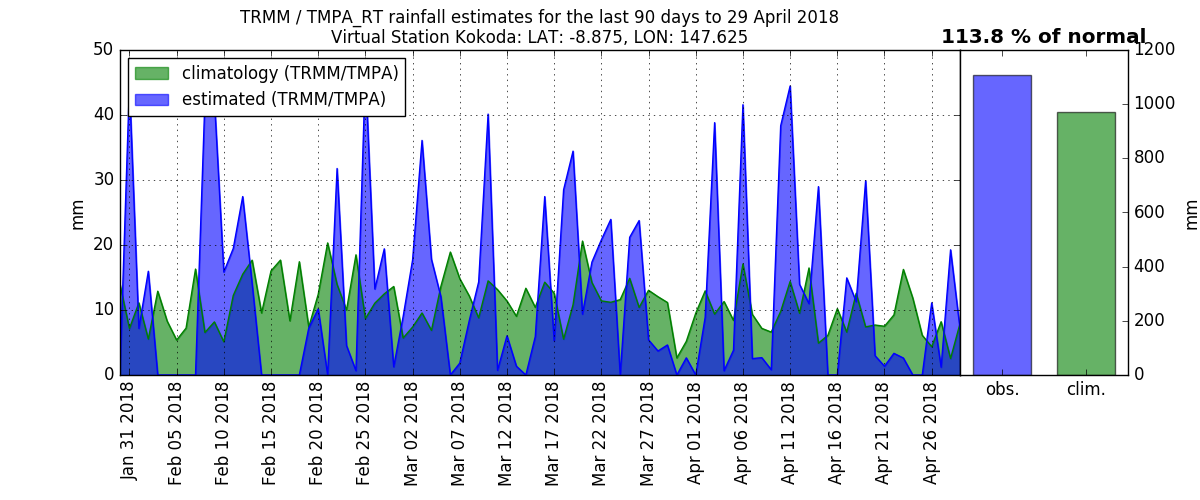 TRMM / TMPA_RT rainfall estimates for the last 90 days to 29 April 2018
Virtual Station Kokoda: LAT: -8.875, LON: 147.625
113.8 % of normal
climatology (TRMM/TMPA)
estimated (TRMM/TMPA)
50
40
30
20
10
0
mm
Jan 31 2018
Feb 05 2018
Feb 10 2018
Feb 15 2018
Feb 20 2018
Feb 25 2018
Mar 02 2018
Mar 07 2018
Mar 12 2018
Mar 17 2018
Mar 22 2018
Mar 27 2018
Apr 01 2018
Apr 06 2018
Apr 11 2018
Apr 16 2018
Apr 21 2018
Apr 26 2018
1200
1000
800
600
400
200
0
mm
obs.
clim.